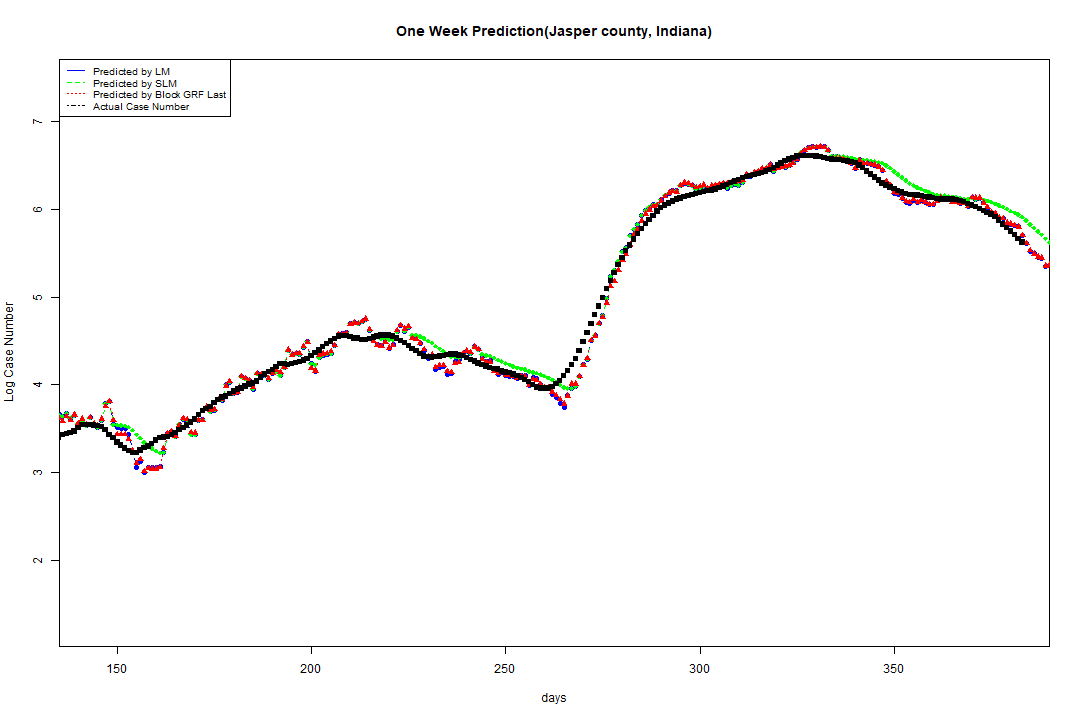 One Week Prediction(Jasper county, Indiana)
Predicted by LM
Predicted by SLM
Predicted by Block GRF Last
Actual Case Number
7
6
5
4
3
2
Log Case Number
150 200 250 300 350
days